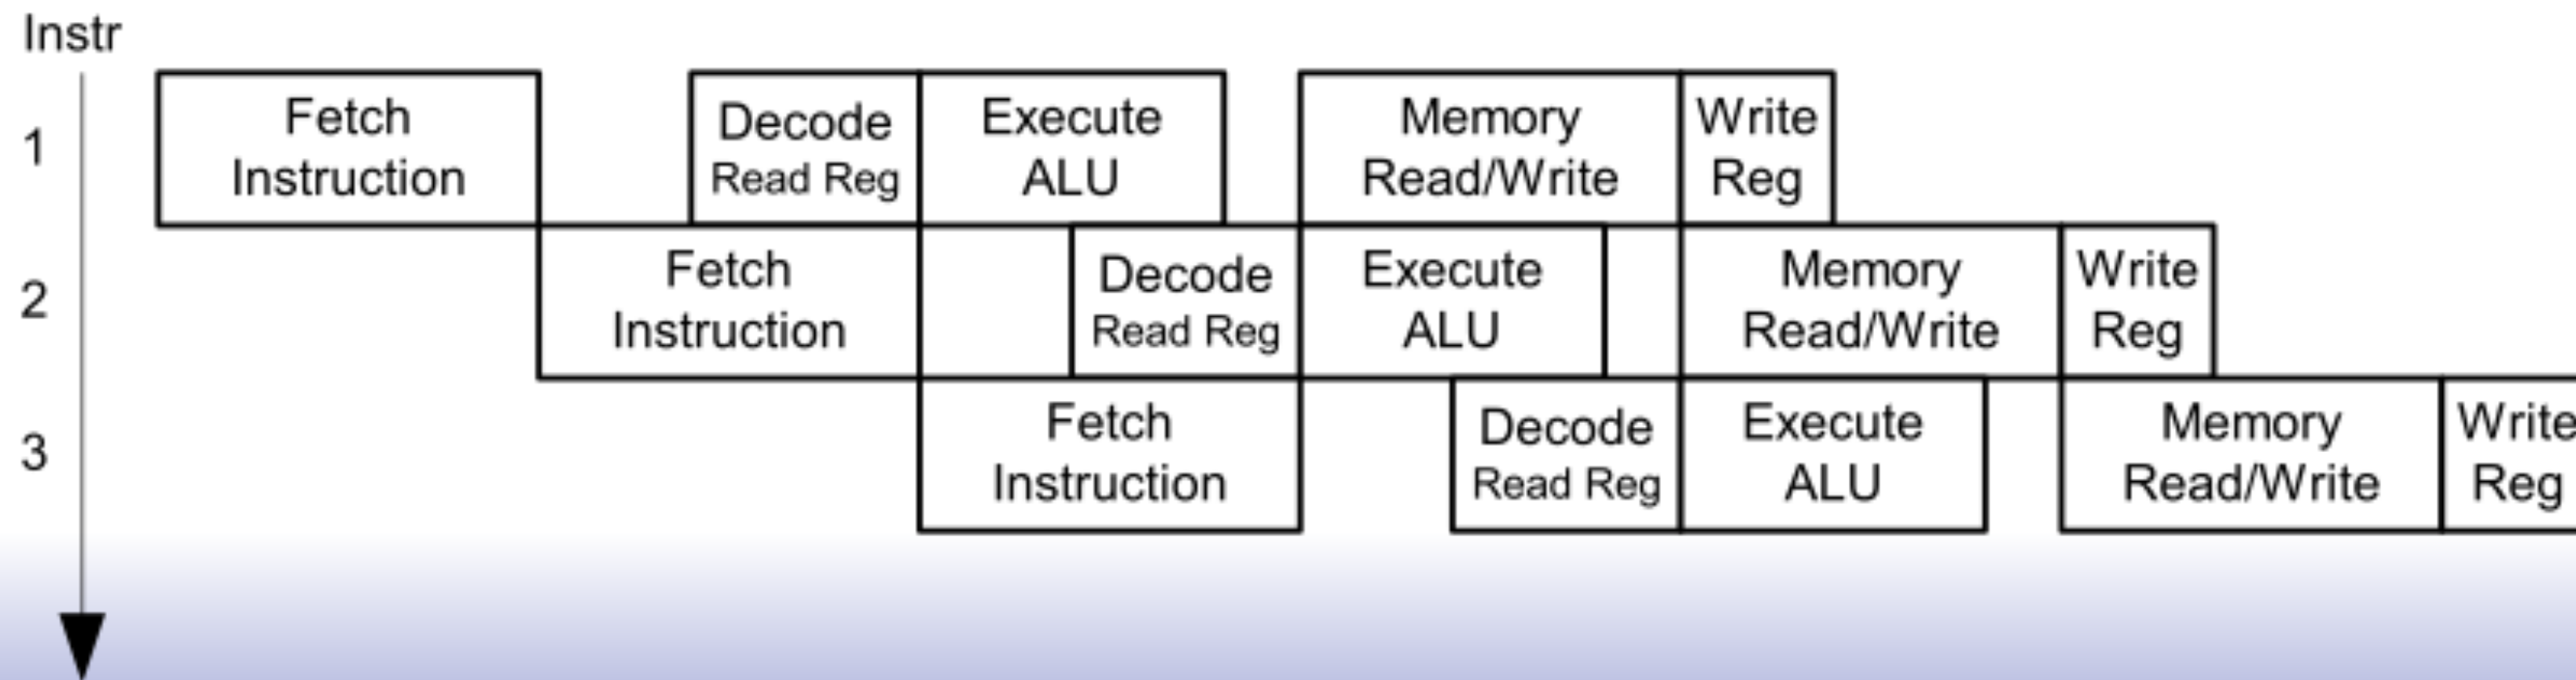 Instr
1
Fetch
Instruction
Decode
Read Reg
Execute
ALU
Memory
Read/Write
Write
Reg
2
Fetch
Instruction
Decode
Read Reg
Execute
ALU
Memory
Read/Write
Write
Reg
3
Fetch
Instruction
Decode
Read Reg
Execute
ALU
Memory
Read/Write
Write
Reg